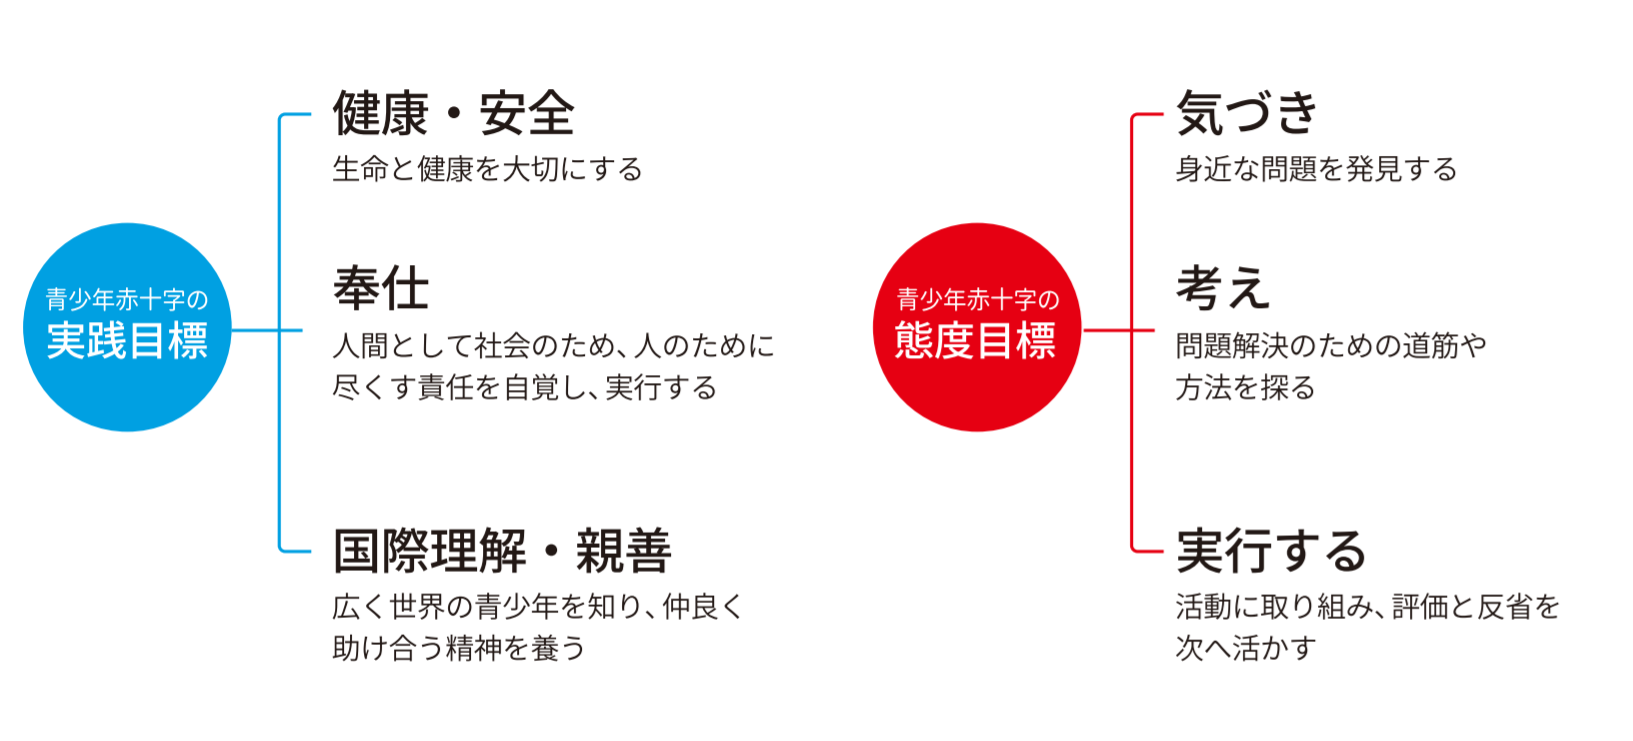 青少年赤十字の
実践目標
健康・安全
生命と健康を大切にする
奉仕
人間として社会のため、人のために
尽くす責任を自覚し、実行する
国際理解・親善
広く世界の青少年を知り、仲良く
助け合う精神を養う
青少年赤十字の
態度目標
気づき
身近な問題を発見する
考え
問題解決のための道筋や
方法を探る
実行する
活動に取り組み、評価と反省を
次へ活かす